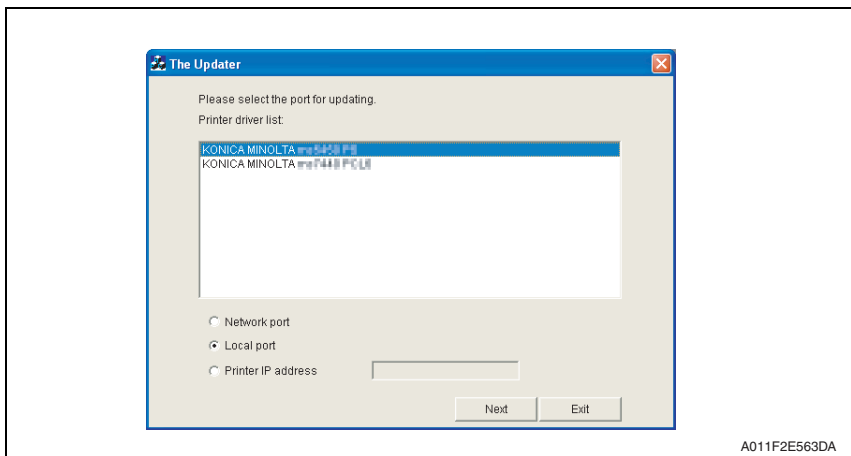 The Updater
Please select the port for updating.
Printer driver list:
KONICA MINOLTA
KONICA MINOLTA
Network port
Local port
Printer IP address
Next Exit
A011F2E563DA